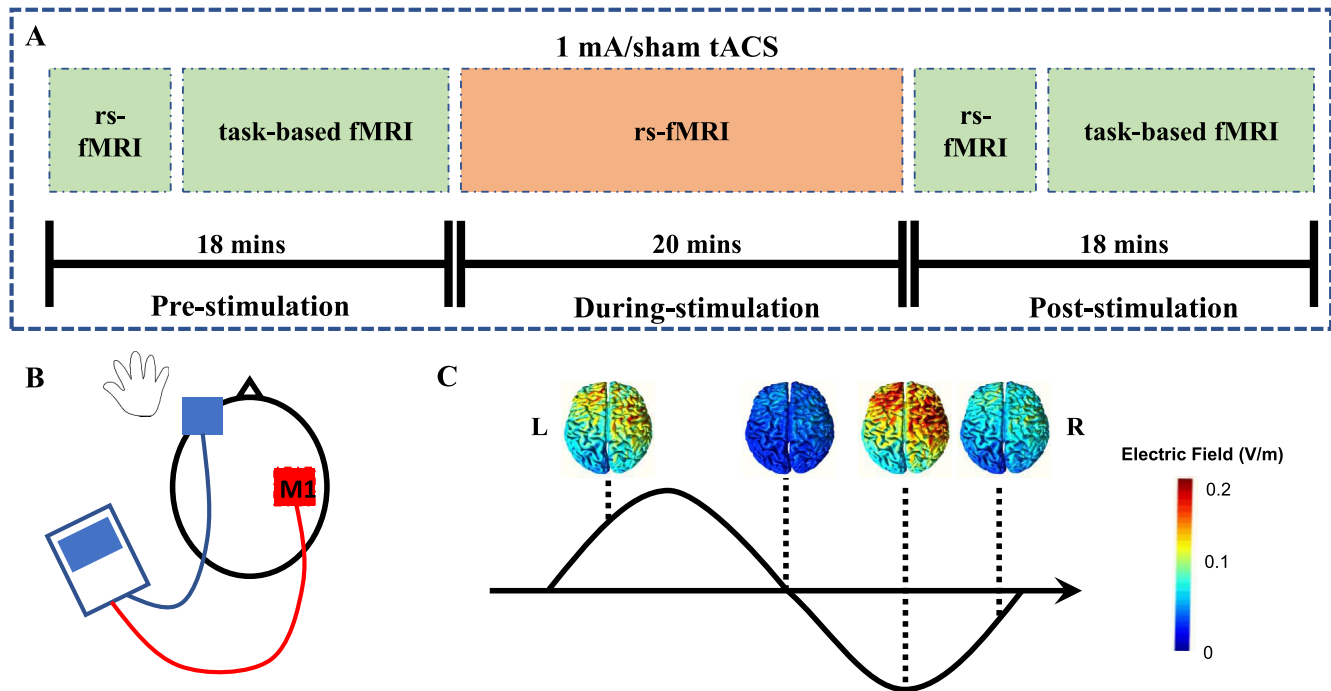 A
1 mA/sham tACS
rs-
fMRI
task-based fMRI
rs-fMRI
rs-
fMRI
task-based fMRI
18 mins
20 mins
18 mins
Pre-stimulation
During-stimulation
Post-stimulation
B
M1
C
L
R
Electric Field (V/m)
0.2
0.1
0